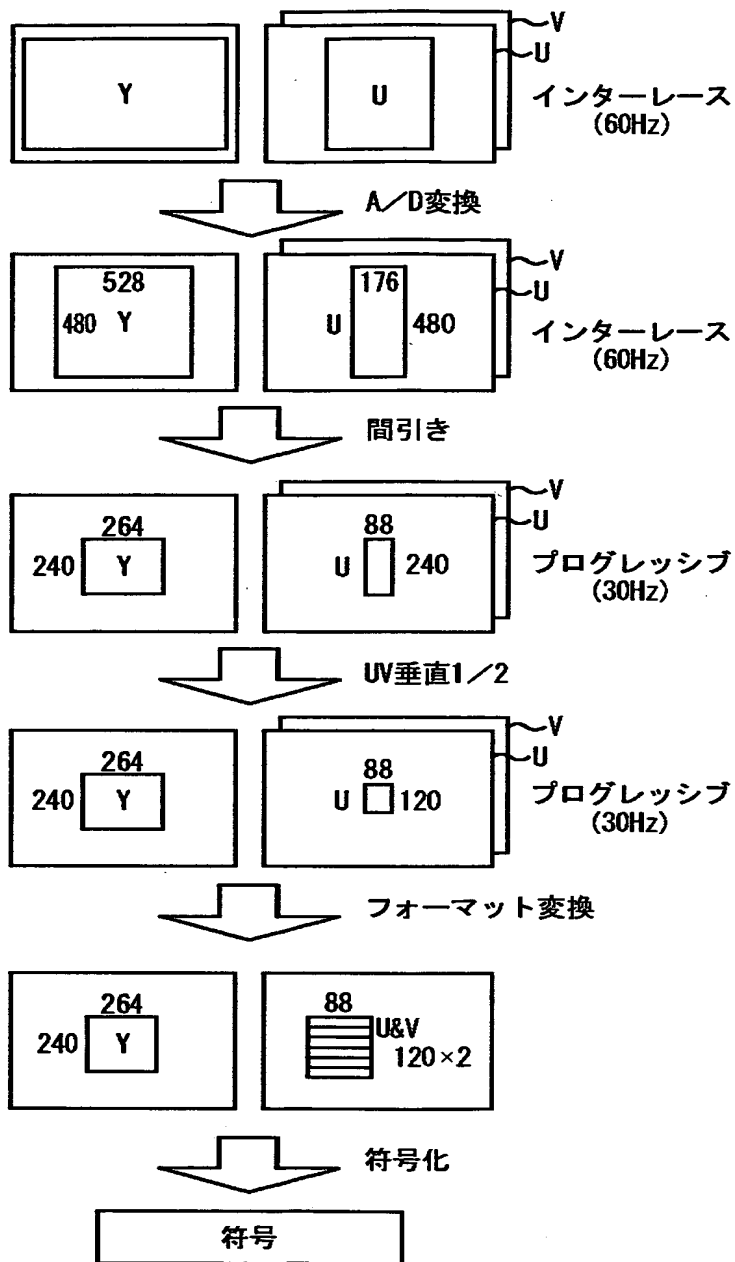 Y
U
V
U
インターレース
(60Hz)
A／D変換
528
480 Y
176
U 480
V
U
インターレース
(60Hz)
間引き
264
240 Y
88
U 240
V
U
プログレッシブ
(30Hz)
UV垂直1／2
264
240 Y
88
U 120
V
U
プログレッシブ
(30Hz)
フォーマット変換
264
240 Y
88
U&V
120×2
符号化
符号